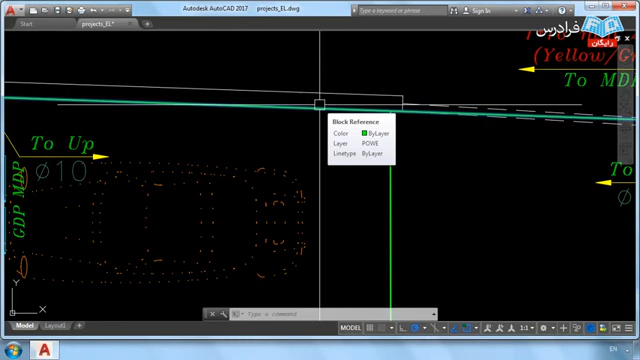 Autodesk AutoCAD 2017 projects_EL.dwg
Type a keyword or phrase
Sign In
فرادرس
رایگان
Start
projects_EL*
(Yellow/G
To MD
To Up
Ø10
GDP MDP
Block Reference
Color ByLayer
Layer POWE
Linetype ByLayer
To
Ø
Y
X
Type a command
Model
Layout1
MODEL
1:1
EN